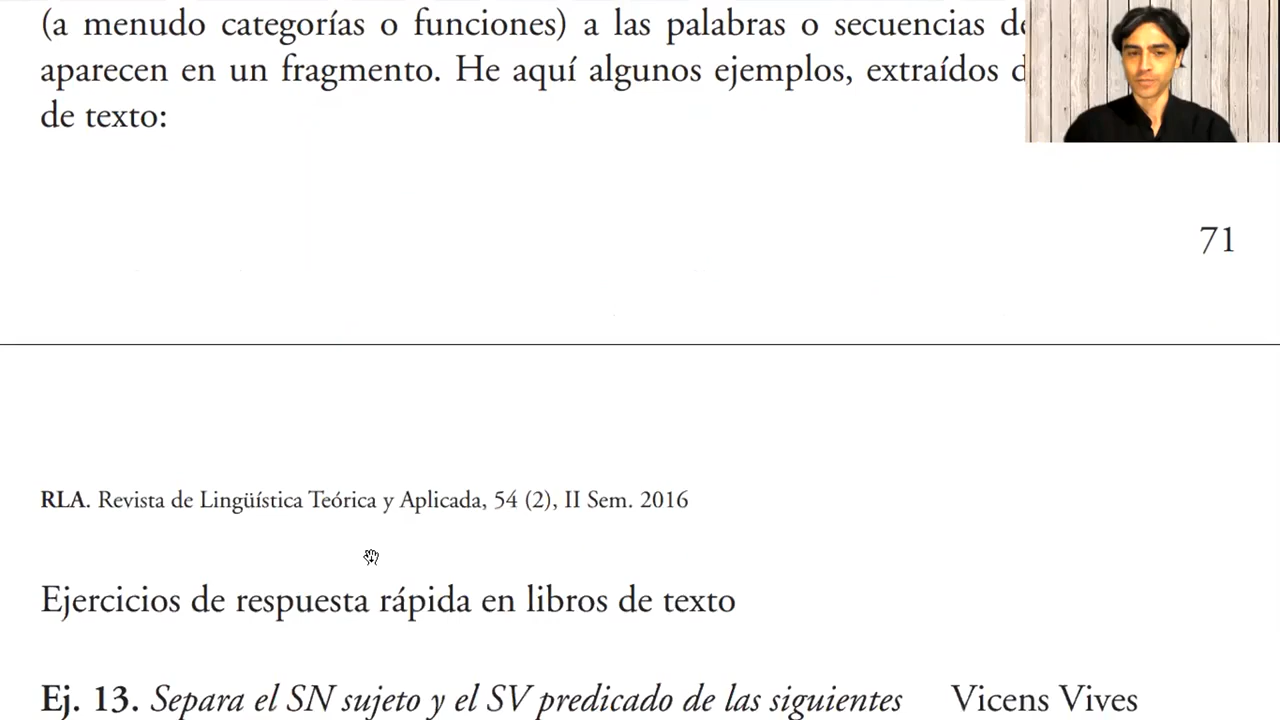 (a menudo categorías o funciones) a las palabras o secuencias de
aparecen en un fragmento. He aquí algunos ejemplos, extraídos
de texto:
71
RLA. Revista de Lingüística Teórica y Aplicada, 54 (2), II Sem. 2016
Ejercicios de respuesta rápida en libros de texto
Ej. 13. Separa el SN sujeto y el SV predicado de las siguientes Vicens Vives